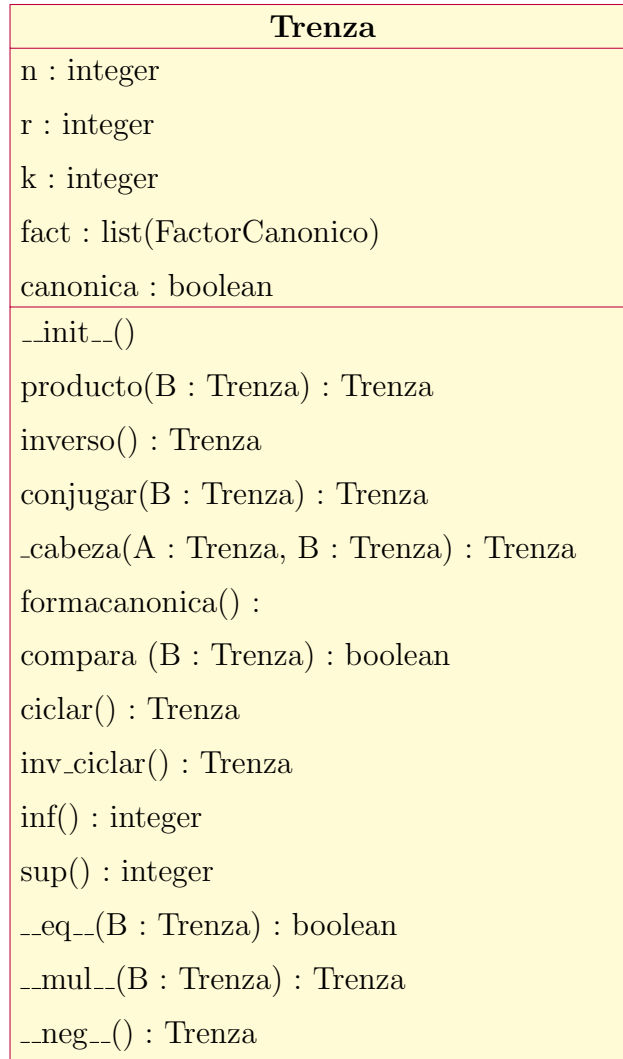 Trenza
n : integer
r : integer
k : integer
fact : list(FactorCanonico)
canonica : boolean
__init__()
producto(B : Trenza) : Trenza
inverso() : Trenza
conjugar(B : Trenza) : Trenza
_cabeza(A : Trenza, B : Trenza) : Trenza
formacanonica() :
compara (B : Trenza) : boolean
ciclar() : Trenza
inv_ciclar() : Trenza
inf() : integer
sup() : integer
__eq__(B : Trenza) : boolean
__mul__(B : Trenza) : Trenza
__neg__() : Trenza